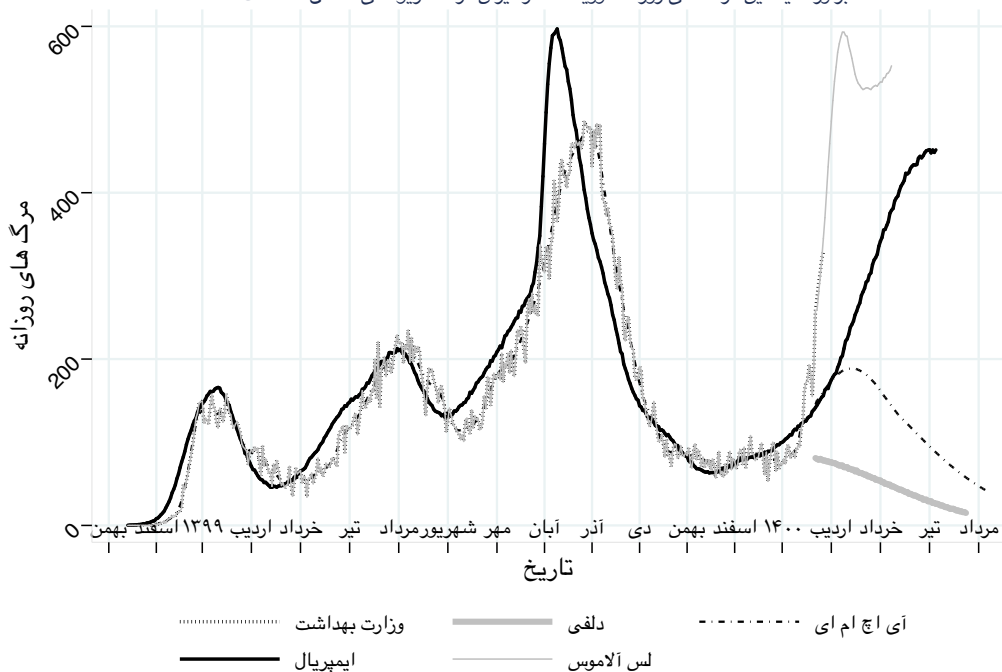 600
400
200
0
مرگ های روزانه
بهمن اسفند ۱۳۹۹ اردیب خرداد تیر مرداد شهریور مهر آبان آذر دی بهمن اسفند ۱۴۰۰ اردیب خرداد تیر مرداد
تاریخ
وزارت بهداشت دلفی آی اچ ام ای
ایمپریال لس آلاموس